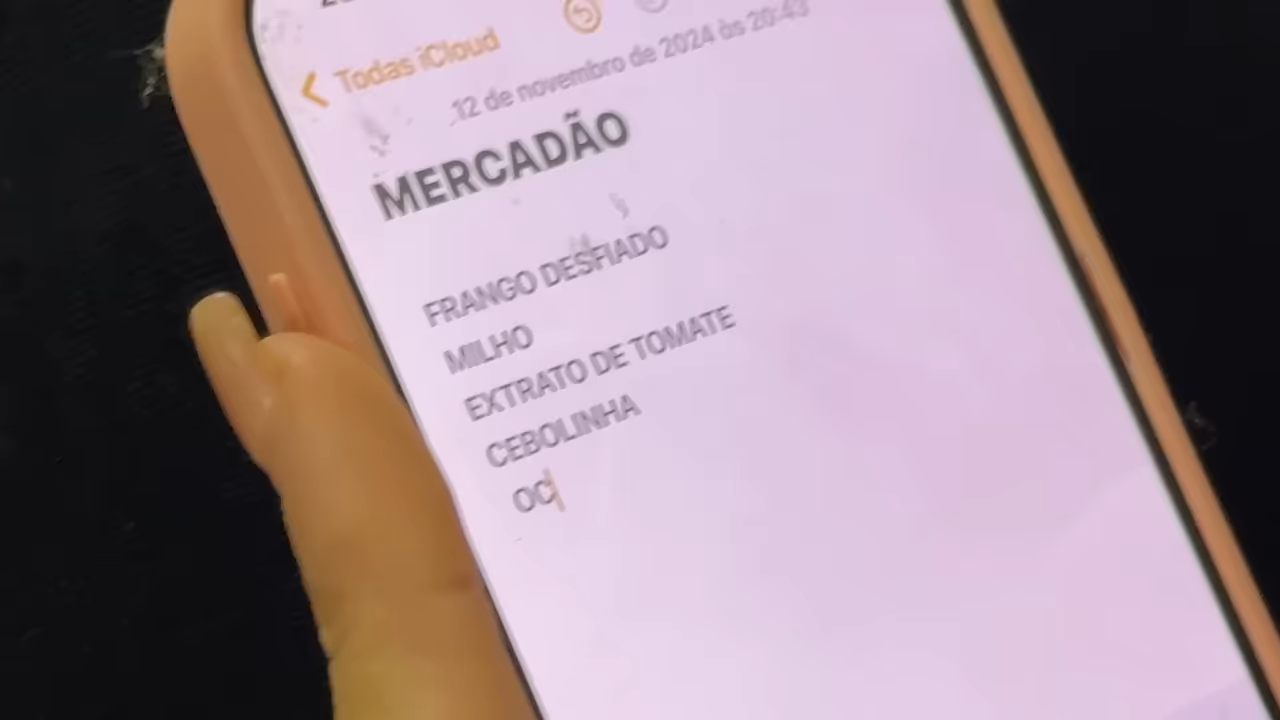 Todas iCloud
12 de novembro de 2024 às 20:43
MERCADÃO
FRANGO DESFIADO
MILHO
EXTRATO DE TOMATE
CEBOLINHA
OC